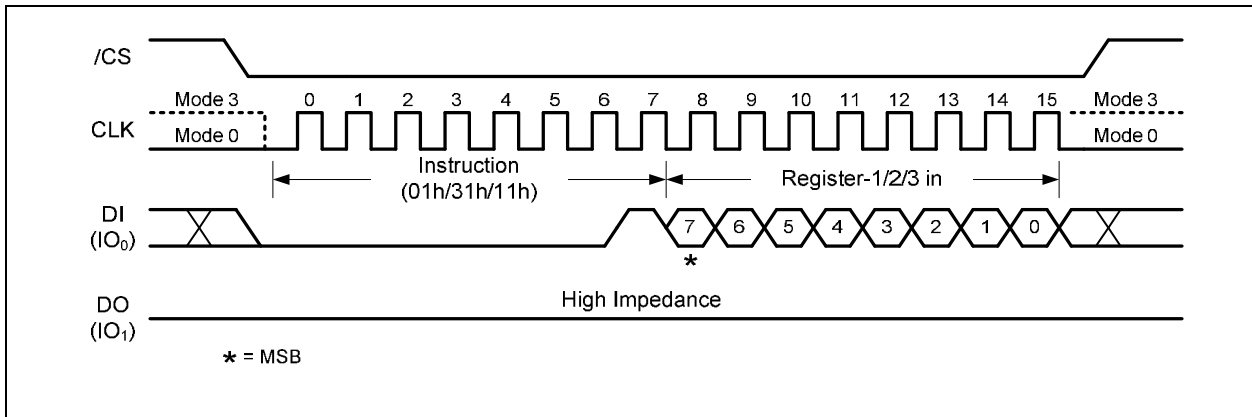 /CS
Mode 3 0 1 2 3 4 5 6 7 8 9 10 11 12 13 14 15 Mode 3
CLK Mode 0 Mode 0
Instruction
(01h/31h/11h)
Register-1/2/3 in
DI
(IO₀)
7 6 5 4 3 2 1 0
*
High Impedance
DO
(IO₁)
* = MSB